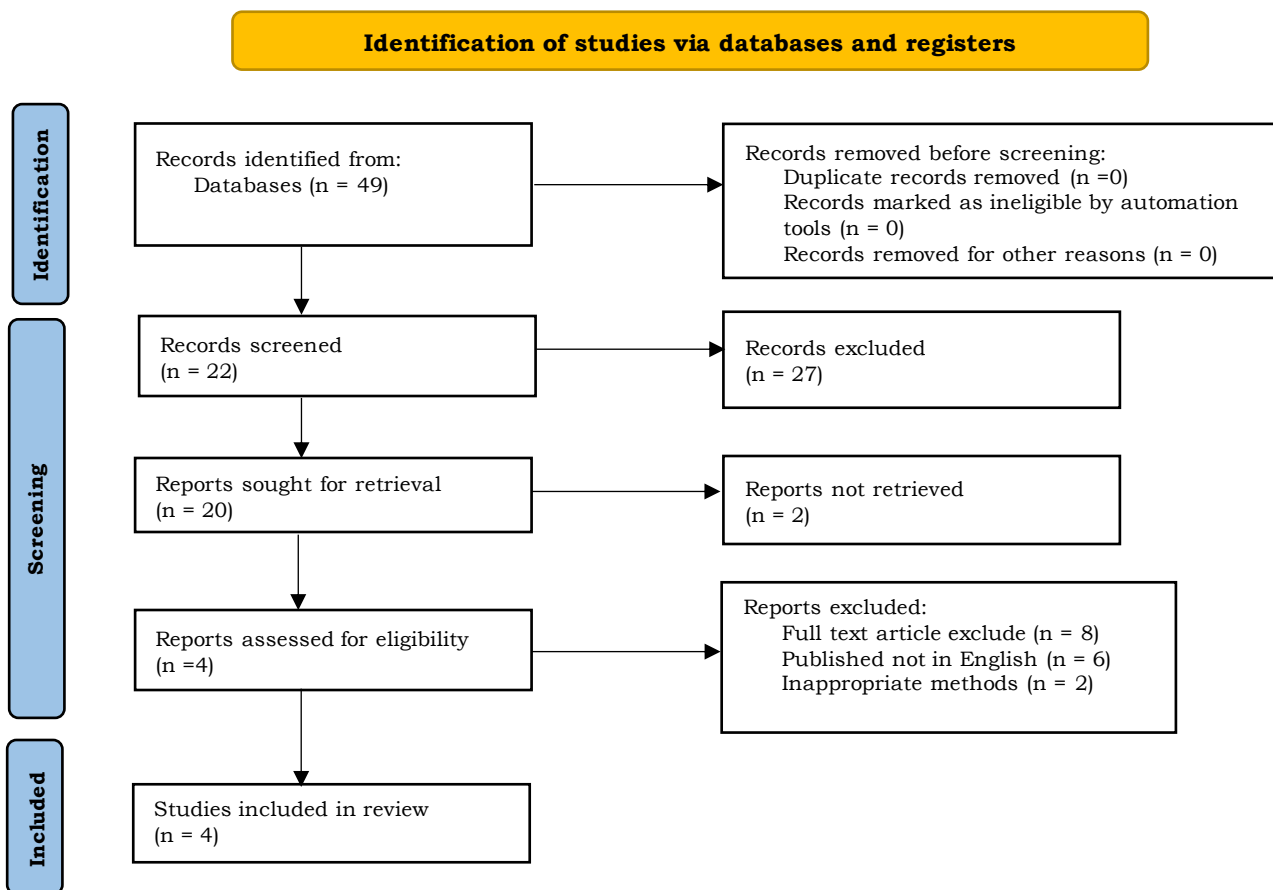 Identification of studies via databases and registers
Identification
Records identified from:
Databases (n = 49)
Records removed before screening:
Duplicate records removed (n =0)
Records marked as ineligible by automation
tools (n = 0)
Records removed for other reasons (n = 0)
Screening
Records screened
(n = 22)
Records excluded
(n = 27)
Reports sought for retrieval
(n = 20)
Reports not retrieved
(n = 2)
Reports assessed for eligibility
(n =4)
Reports excluded:
Full text article exclude (n = 8)
Published not in English (n = 6)
Inappropriate methods (n = 2)
Included
Studies included in review
(n = 4)